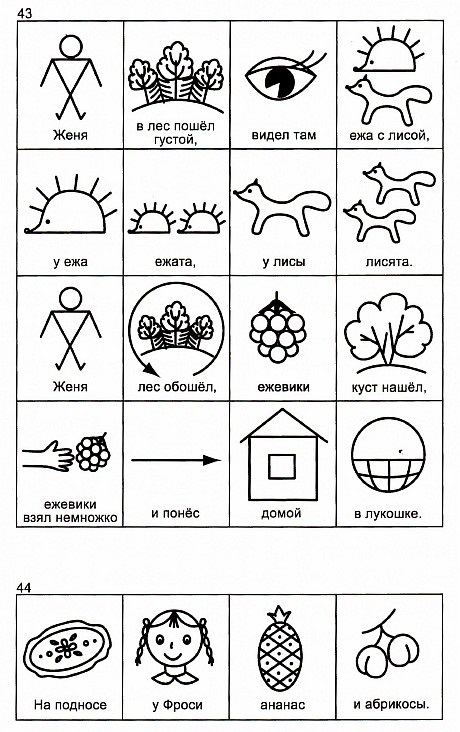 43
Женя
в лес пошёл
густой,
видел там
ежа с лисой,
у ежа
ежата,
у лисы
лисята.
Женя
лес обошёл,
ежевики
куст нашёл,
ежевики
взял немножко
и понёс
домой
в лукошке.
44
На подносе
у Фроси
ананас
и абрикосы.